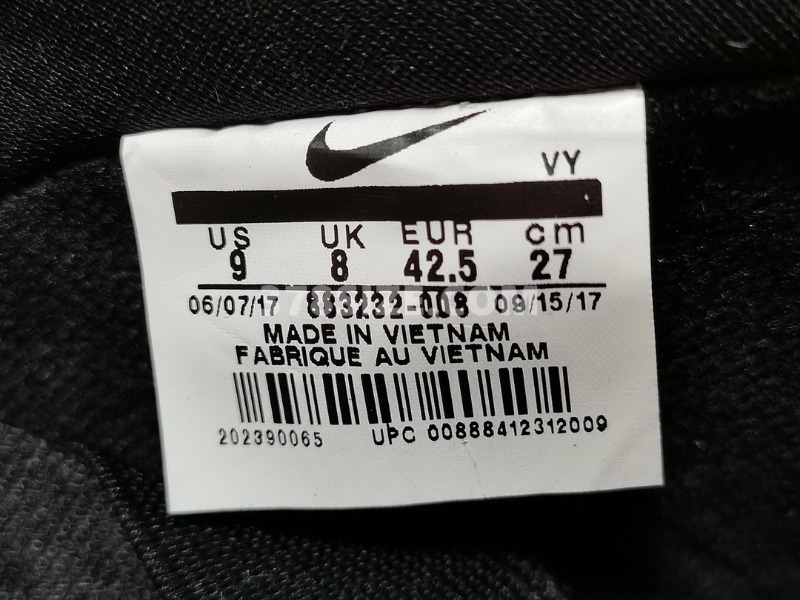 VY
US UK EUR cm
9 8 42.5 27
06/07/17 883232-008 09/15/17
MADE IN VIETNAM
FABRIQUE AU VIETNAM
202390065 UPC 00888412312009